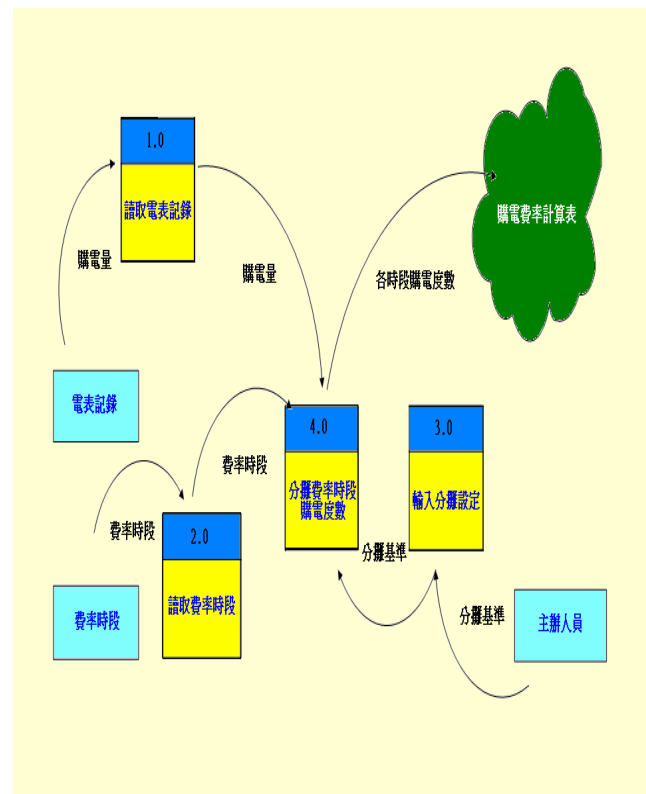 1.0
讀取電表記錄
購電量
購電量
購電費率計算表
各時段購電度數
電表記錄
4.0
分攤費率時段
購電度數
3.0
輸入分攤設定
費率時段
費率時段
2.0
讀取費率時段
費率時段
分攤基準
分攤基準
主辦人員